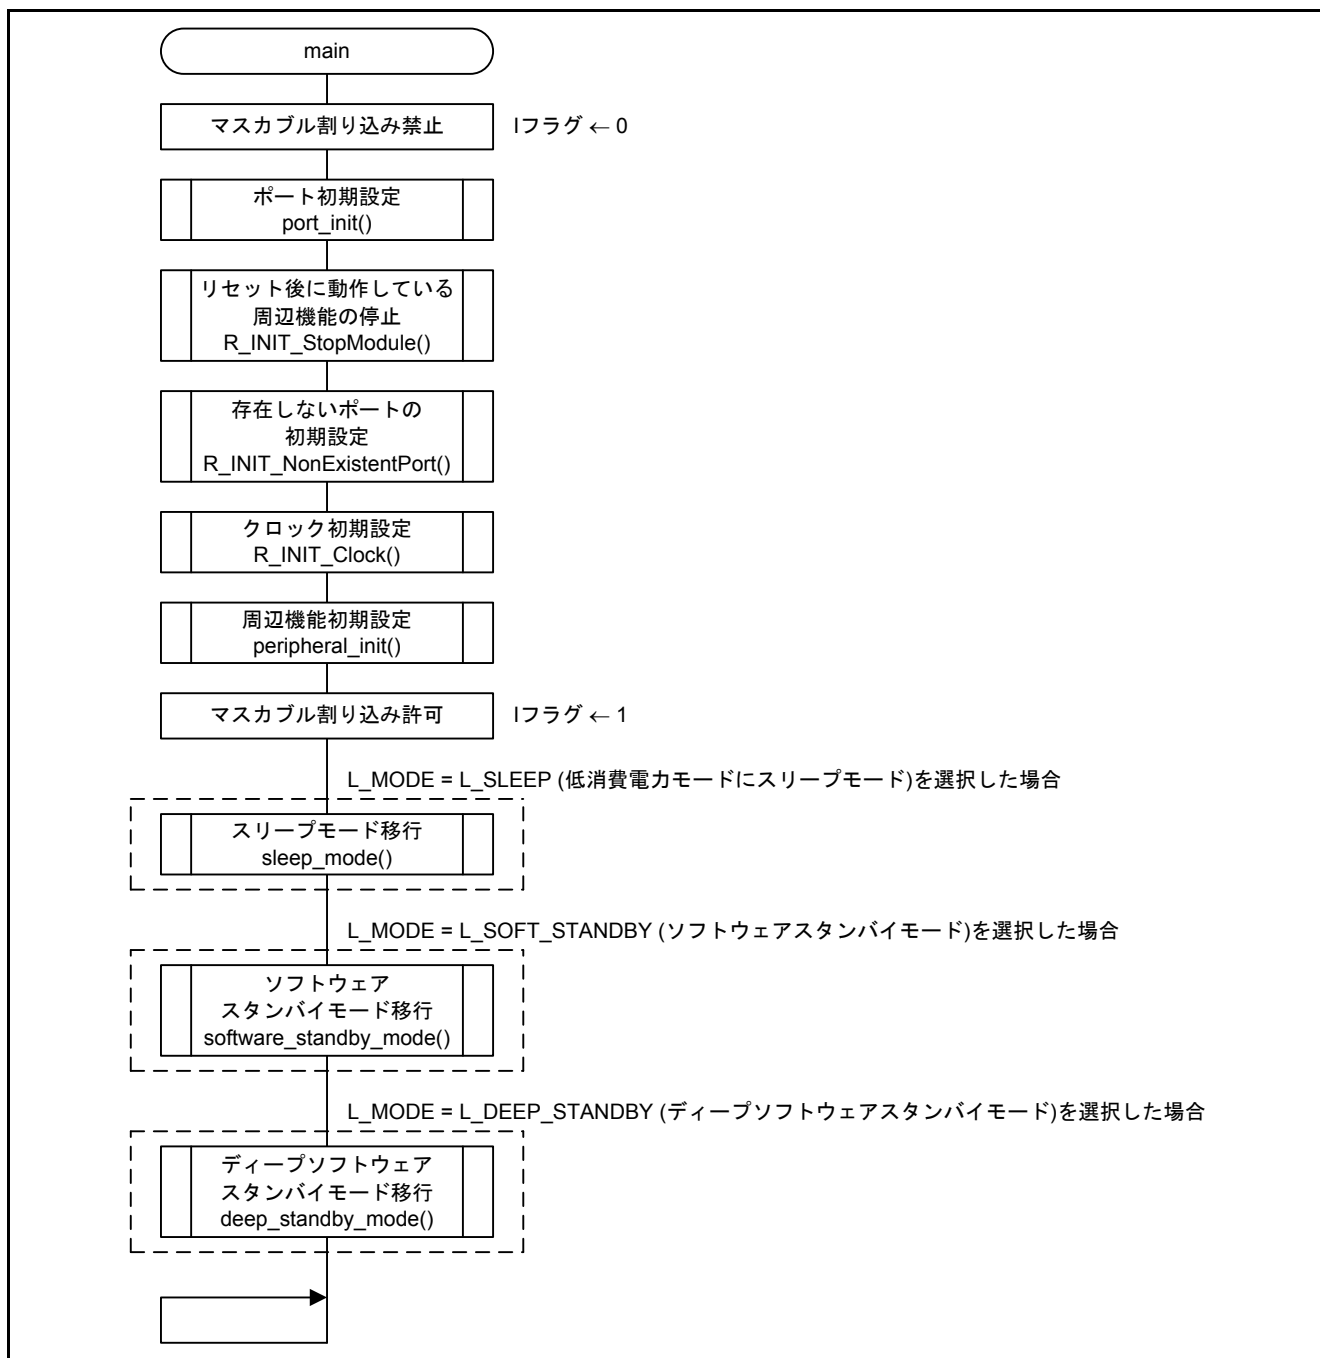 main
マスカブル割り込み禁止 Iフラグ ← 0
ポート初期設定
port_init()
リセット後に動作している
周辺機能の停止
R_INIT_StopModule()
存在しないポートの
初期設定
R_INIT_NonExistentPort()
クロック初期設定
R_INIT_Clock()
周辺機能初期設定
peripheral_init()
マスカブル割り込み許可 Iフラグ ← 1
L_MODE = L_SLEEP (低消費電力モードにスリープモード)を選択した場合
スリープモード移行
sleep_mode()
L_MODE = L_SOFT_STANDBY (ソフトウェアスタンバイモード)を選択した場合
ソフトウェア
スタンバイモード移行
software_standby_mode()
L_MODE = L_DEEP_STANDBY (ディープソフトウェアスタンバイモード)を選択した場合
ディープソフトウェア
スタンバイモード移行
deep_standby_mode()